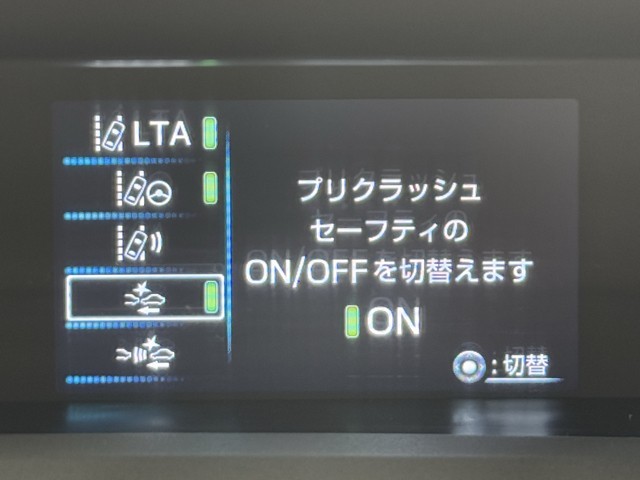 LTA
プリクラッシュ
セーフティの
ON/OFFを切替えます
ON
:切替